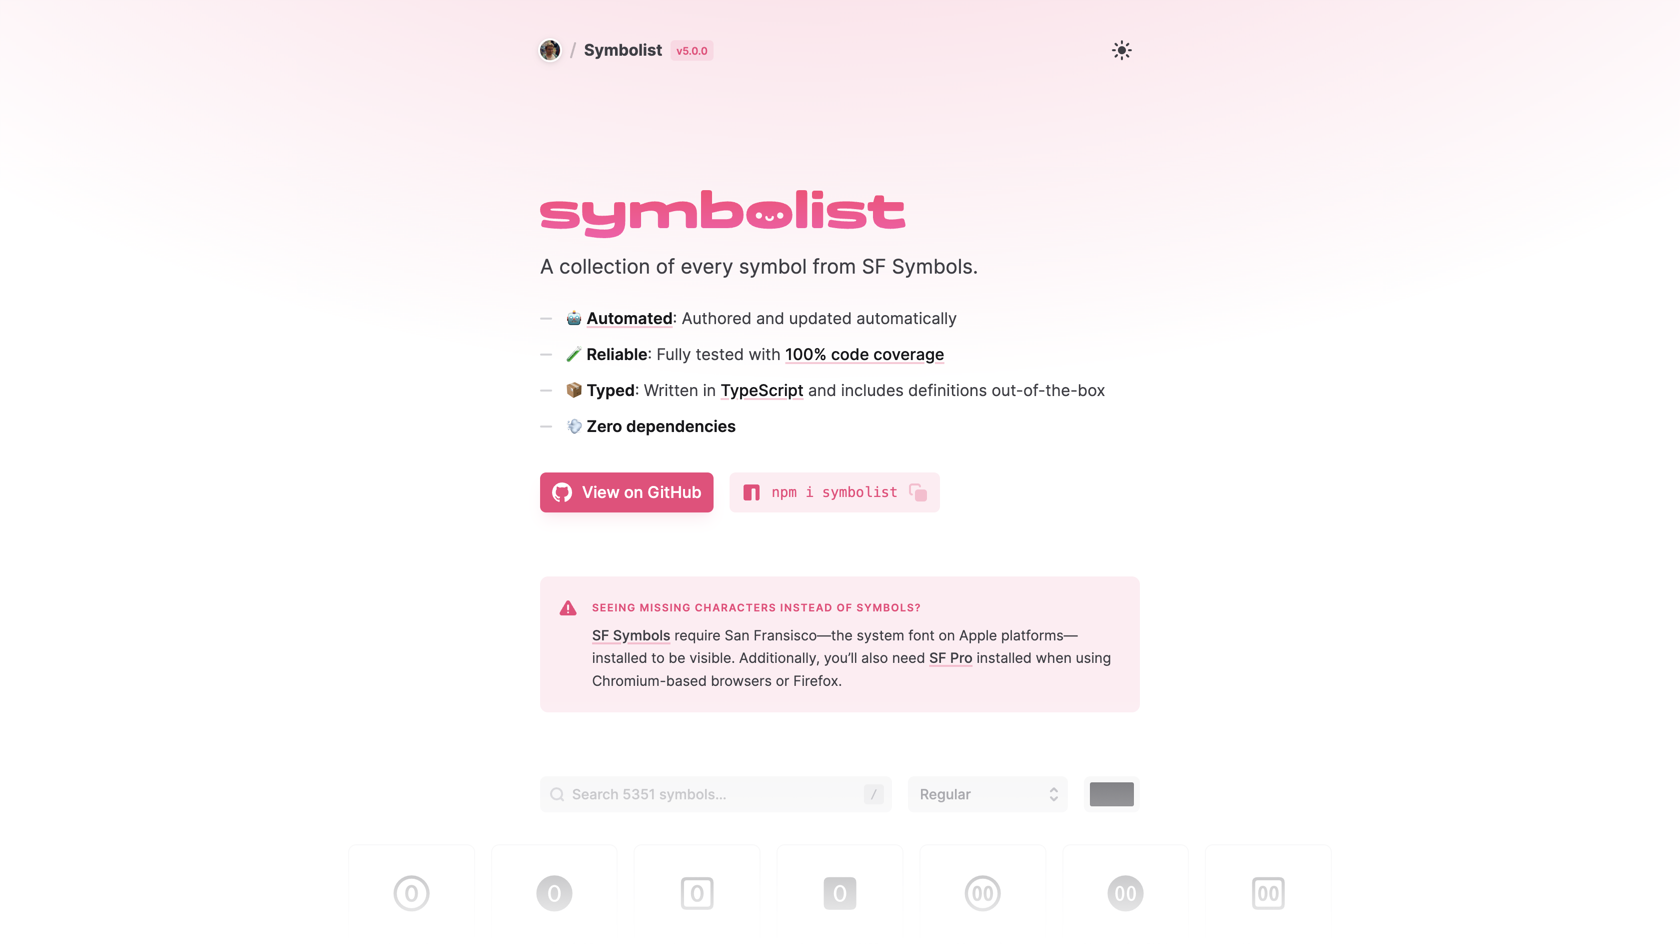 / Symbolist v5.0.0
symbolist
A collection of every symbol from SF Symbols.
Automated: Authored and updated automatically
Reliable: Fully tested with 100% code coverage
Typed: Written in TypeScript and includes definitions out-of-the-box
Zero dependencies
View on GitHub
npm i symbolist
SEEING MISSING CHARACTERS INSTEAD OF SYMBOLS?
SF Symbols require San Fransisco—the system font on Apple platforms—
installed to be visible. Additionally, you’ll also need SF Pro installed when using
Chromium-based browsers or Firefox.
Search 5351 symbols... /
Regular
0 0 0 0 00 00 00